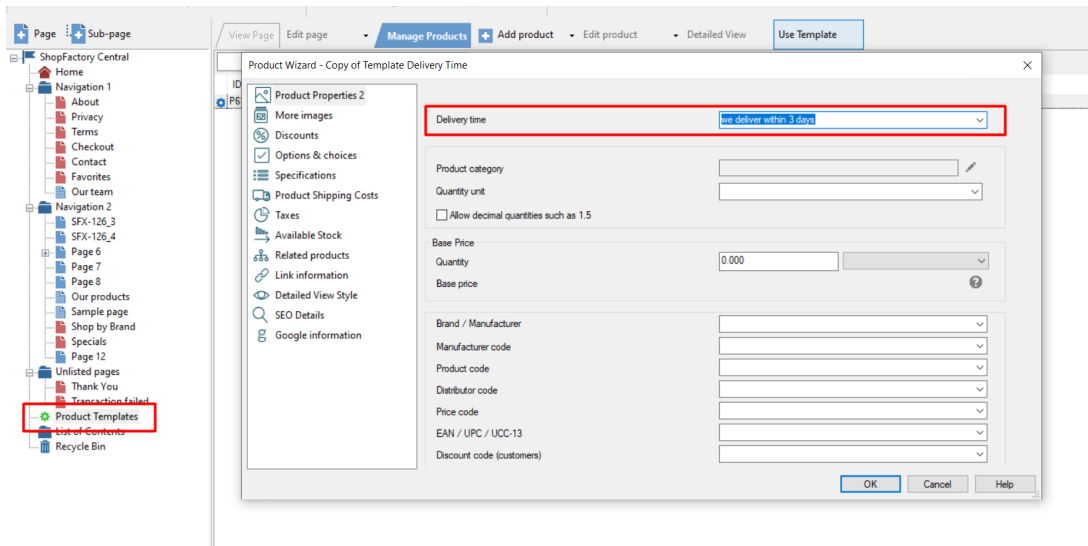 Page
Sub-page
View Page
Edit page
Manage Products
Add product
Edit product
Detailed View
Use Template
ShopFactory Central
Home
Navigation 1
About
Privacy
Terms
Checkout
Contact
Favorites
Our team
Navigation 2
SFX-126_3
SFX-126_4
Page 6
Page 7
Page 8
Our products
Sample page
Shop by Brand
Specials
Page 12
Unlisted pages
Thank You
Transaction failed
Product Templates
List of Contents
Recycle Bin
ID
P6
Product Wizard - Copy of Template Delivery Time
Product Properties 2
More images
Discounts
Options & choices
Specifications
Product Shipping Costs
Taxes
Available Stock
Related products
Link information
Detailed View Style
SEO Details
Google information
Delivery time
we deliver within 3 days
Product category
Quantity unit
Allow decimal quantities such as 1.5
Base Price
Quantity
0.000
Base price
Brand / Manufacturer
Manufacturer code
Product code
Distributor code
Price code
EAN / UPC / UCC-13
Discount code (customers)
OK
Cancel
Help